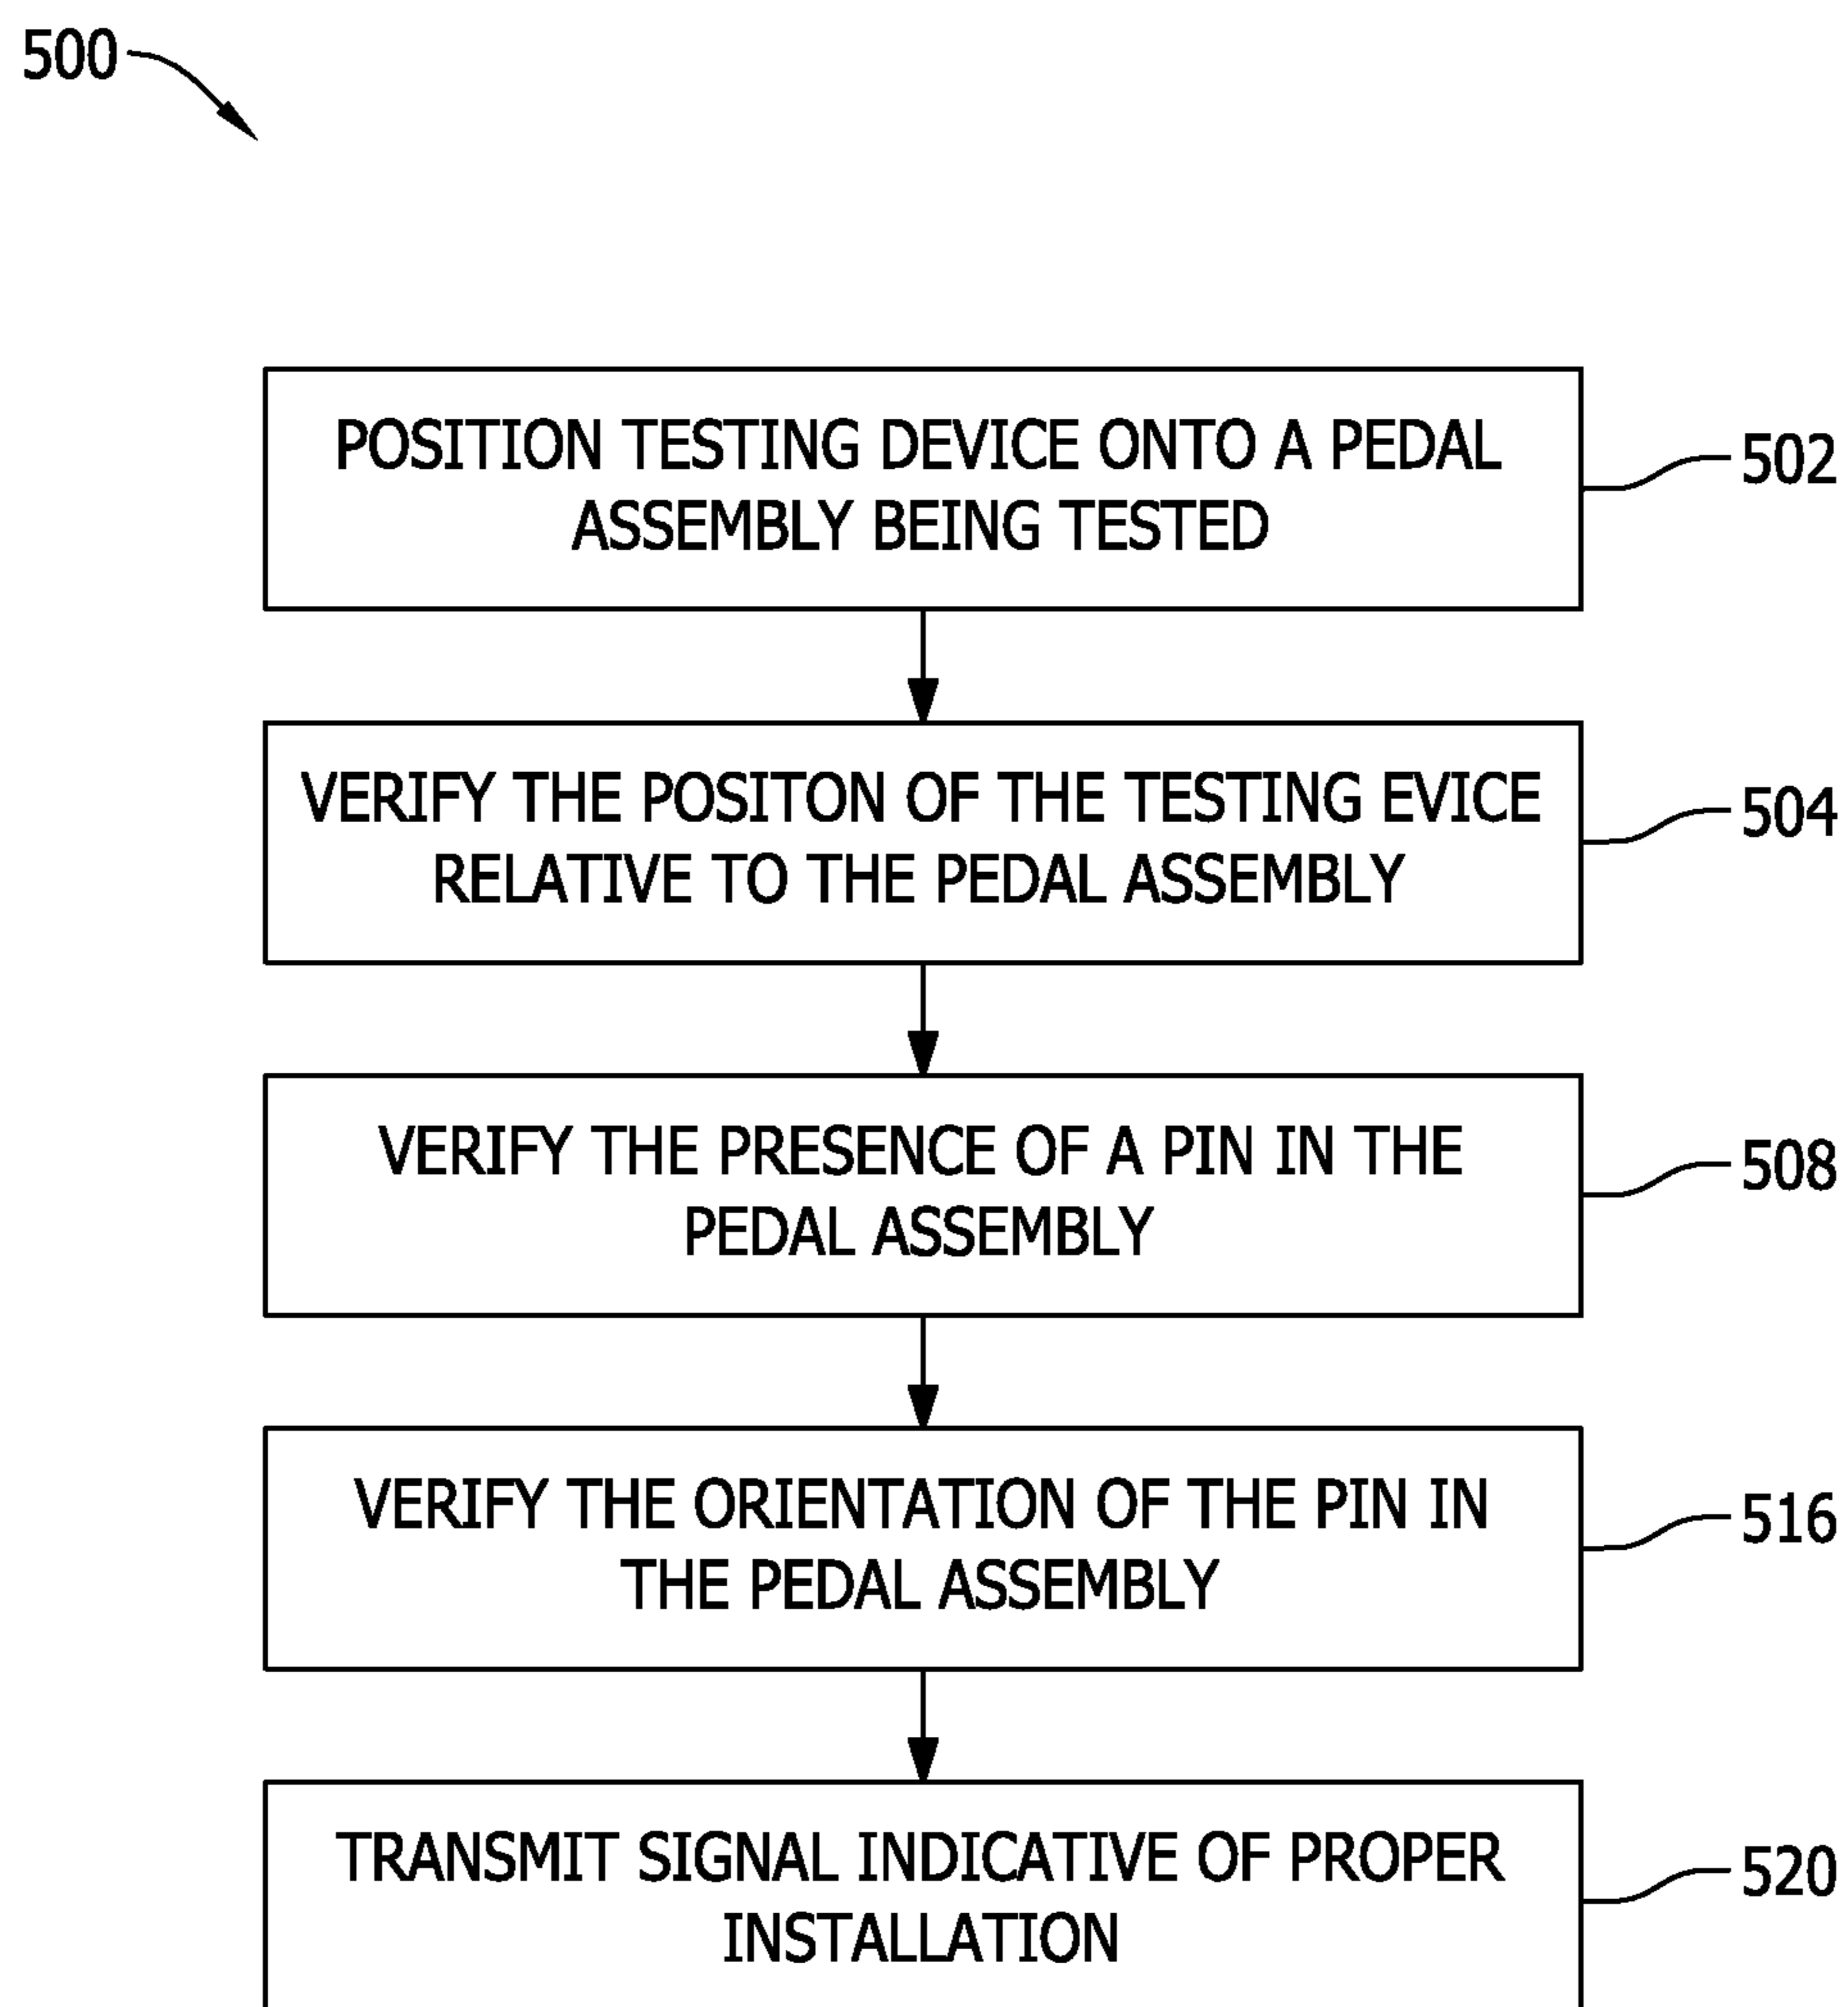 500
POSITION TESTING DEVICE ONTO A PEDAL
ASSEMBLY BEING TESTED
502
VERIFY THE POSITON OF THE TESTING EVICE
RELATIVE TO THE PEDAL ASSEMBLY
504
VERIFY THE PRESENCE OF A PIN IN THE
PEDAL ASSEMBLY
508
VERIFY THE ORIENTATION OF THE PIN IN
THE PEDAL ASSEMBLY
516
TRANSMIT SIGNAL INDICATIVE OF PROPER
INSTALLATION
520